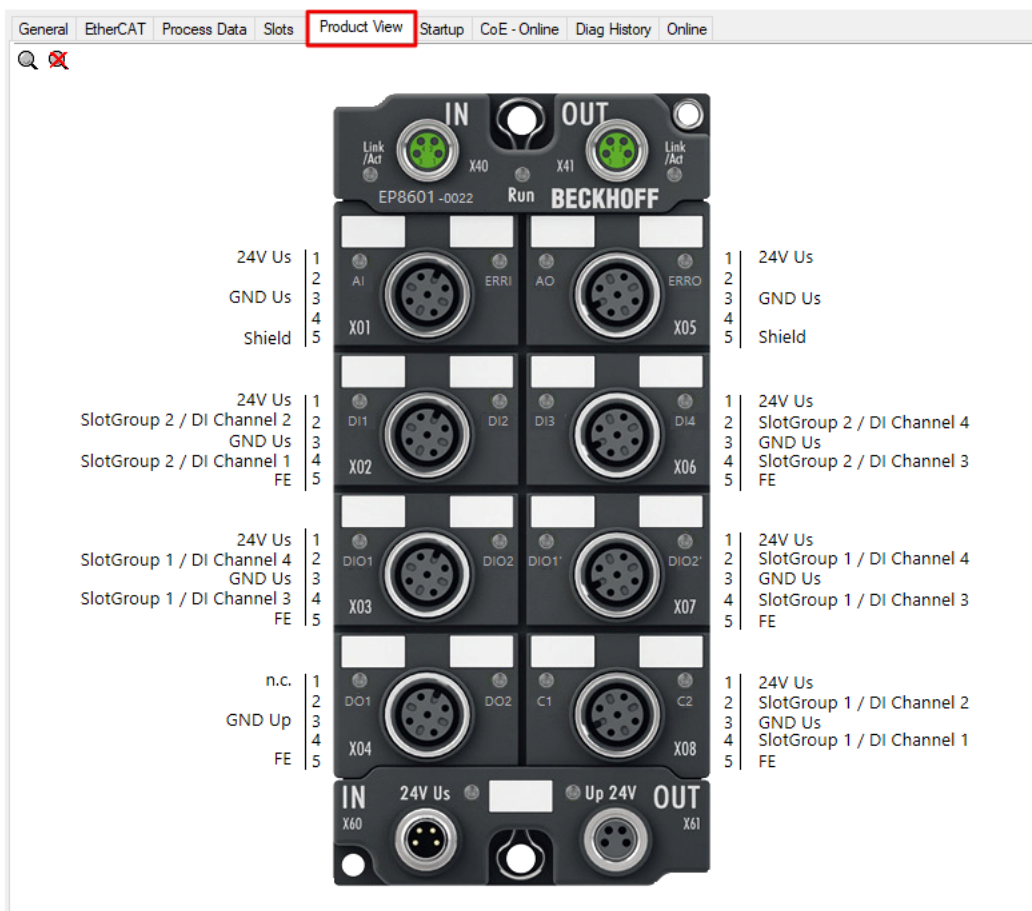 General EtherCAT Process Data Slots Product View Startup CoE - Online Diag History Online
IN OUT
Link /Act X40 X41 Link /Act
EP8601-0022 Run BECKHOFF
24V Us 1
2
GND Us 3
4
Shield 5
AI ERRI
X01
AO ERRO
X05
1 24V Us
2
3 GND Us
4
5 Shield
24V Us 1
SlotGroup 2 / DI Channel 2 2
GND Us 3
SlotGroup 2 / DI Channel 1 4
FE 5
DI1 DI2
X02
DI3 DI4
X06
1 24V Us
2 SlotGroup 2 / DI Channel 4
3 GND Us
4 SlotGroup 2 / DI Channel 3
5 FE
24V Us 1
SlotGroup 1 / DI Channel 4 2
GND Us 3
SlotGroup 1 / DI Channel 3 4
FE 5
DIO1 DIO2
X03
DIO1' DIO2'
X07
1 24V Us
2 SlotGroup 1 / DI Channel 4
3 GND Us
4 SlotGroup 1 / DI Channel 3
5 FE
n.c. 1
2
GND Up 3
4
FE 5
DO1 DO2
X04
C1 C2
X08
1 24V Us
2 SlotGroup 1 / DI Channel 2
3 GND Us
4 SlotGroup 1 / DI Channel 1
5 FE
IN 24V Us Up 24V OUT
X60 X61